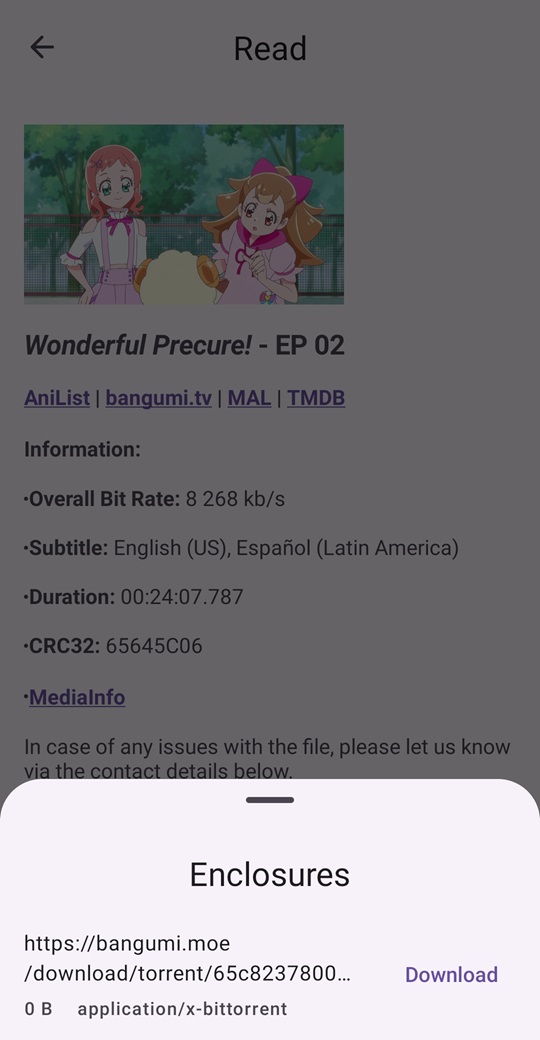 Read
Wonderful Precure! - EP 02
AniList | bangumi.tv | MAL | TMDB
Information:
•Overall Bit Rate: 8 268 kb/s
•Subtitle: English (US), Español (Latin America)
•Duration: 00:24:07.787
•CRC32: 65645C06
•MediaInfo
In case of any issues with the file, please let us know
via the contact details below.
Enclosures
https://bangumi.moe
/download/torrent/65c8237800…
Download
0 B application/x-bittorrent